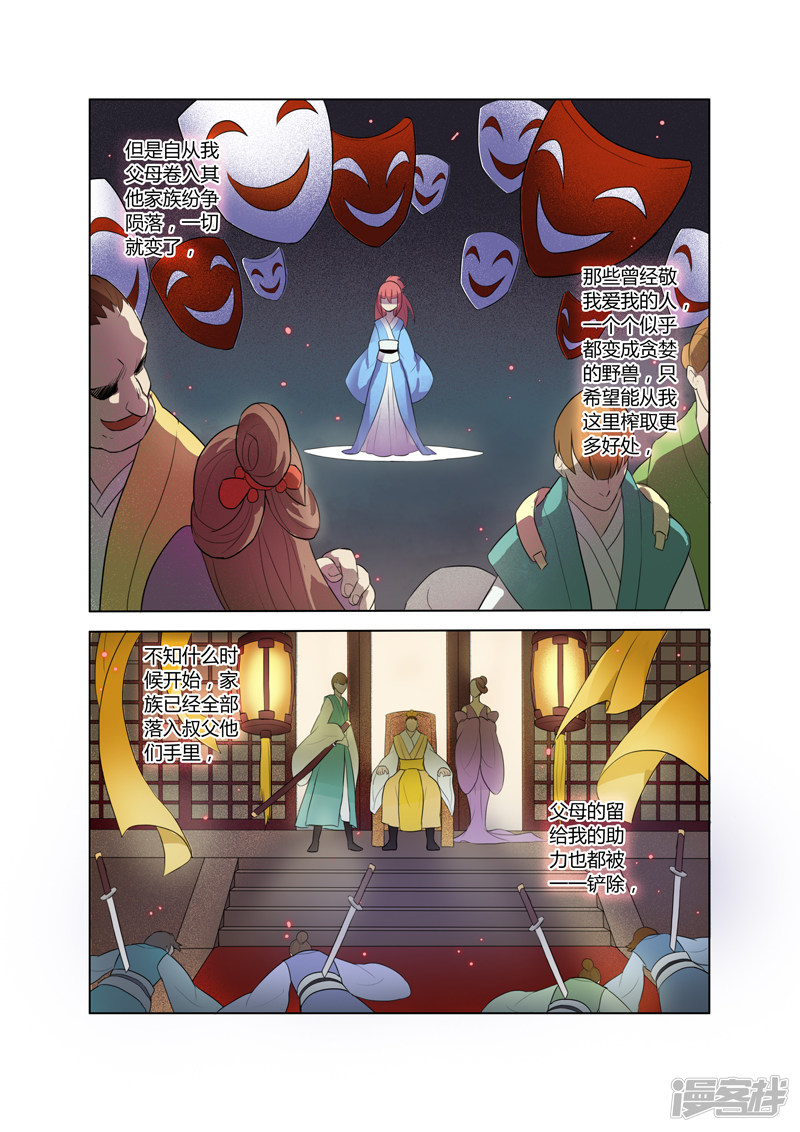 但是自从我
父母卷入其
他家族纷争
陨落，一切
就变了，
那些曾经敬
我爱我的人，
一个个似乎
都变成贪婪
的野兽，只
希望能从我
这里榨取更
多好处，
不知什么时
候开始，家
族已经全部
落入叔父他
们手里，
父母的留
给我的助
力也都被
一一铲除，
漫客栈